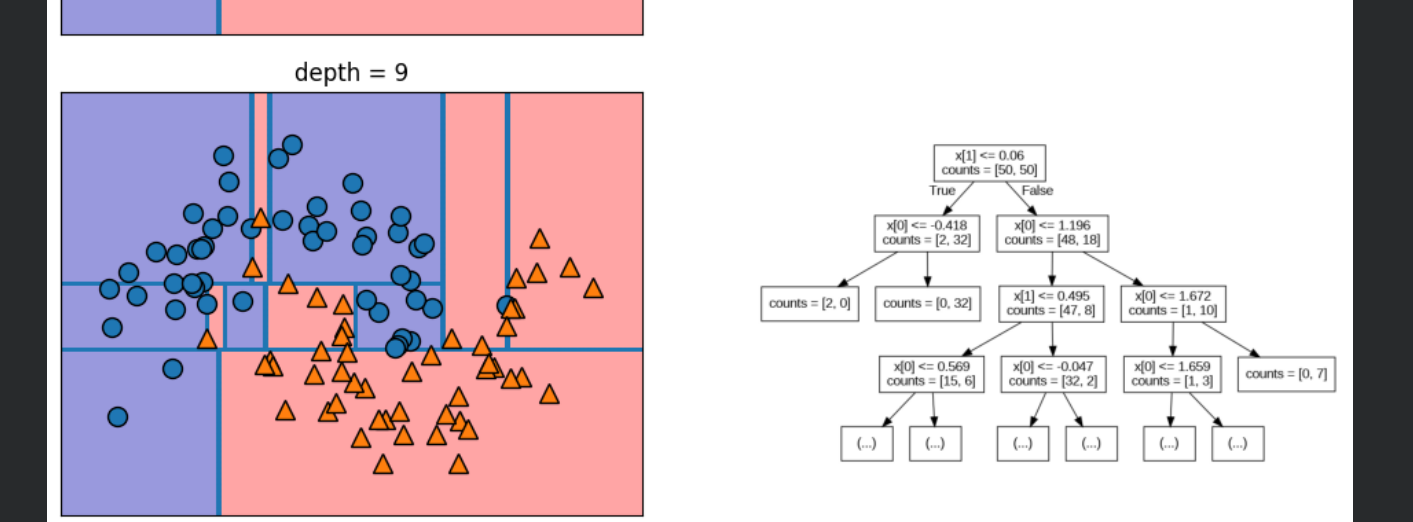 depth = 9
x[1] <= 0.06
counts = [50, 50]
True
False
x[0] <= -0.418
counts = [2, 32]
x[0] <= 1.196
counts = [48, 18]
counts = [2, 0]
counts = [0, 32]
x[1] <= 0.495
counts = [47, 8]
x[0] <= 1.672
counts = [1, 10]
x[0] <= 0.569
counts = [15, 6]
x[0] <= -0.047
counts = [32, 2]
x[0] <= 1.659
counts = [1, 3]
counts = [0, 7]
(...)
(...)
(...)
(...)
(...)
(...)